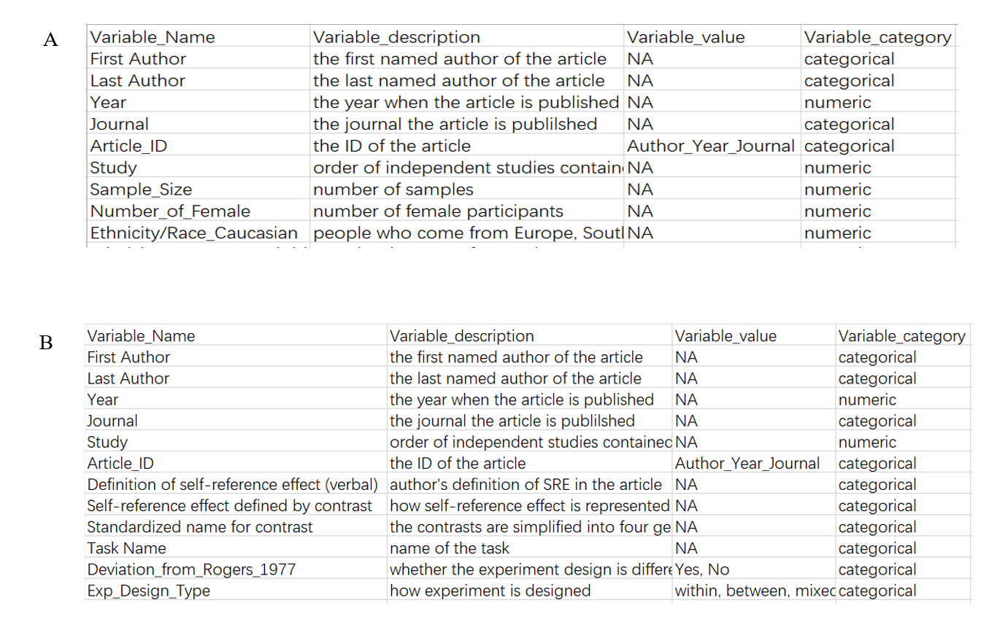 A
Variable_Name Variable_description Variable_value Variable_category
First Author the first named author of the article NA categorical
Last Author the last named author of the article NA categorical
Year the year when the article is published NA numeric
Journal the journal the article is publilshed NA categorical
Article_ID the ID of the article Author_Year_Journal categorical
Study order of independent studies contain NA numeric
Sample_Size number of samples NA numeric
Number_of_Female number of female participants NA numeric
Ethnicity/Race_Caucasian people who come from Europe, Sout NA numeric
B
Variable_Name Variable_description Variable_value Variable_category
First Author the first named author of the article NA categorical
Last Author the last named author of the article NA categorical
Year the year when the article is published NA numeric
Journal the journal the article is publilshed NA categorical
Study order of independent studies contained NA numeric
Article_ID the ID of the article Author_Year_Journal categorical
Definition of self-reference effect (verbal) author's definition of SRE in the article NA categorical
Self-reference effect defined by contrast how self-reference effect is represented NA categorical
Standardized name for contrast the contrasts are simplified into four ge NA categorical
Task Name name of the task NA categorical
Deviation_from_Rogers_1977 whether the experiment design is differe Yes, No categorical
Exp_Design_Type how experiment is designed within, between, mixed categorical